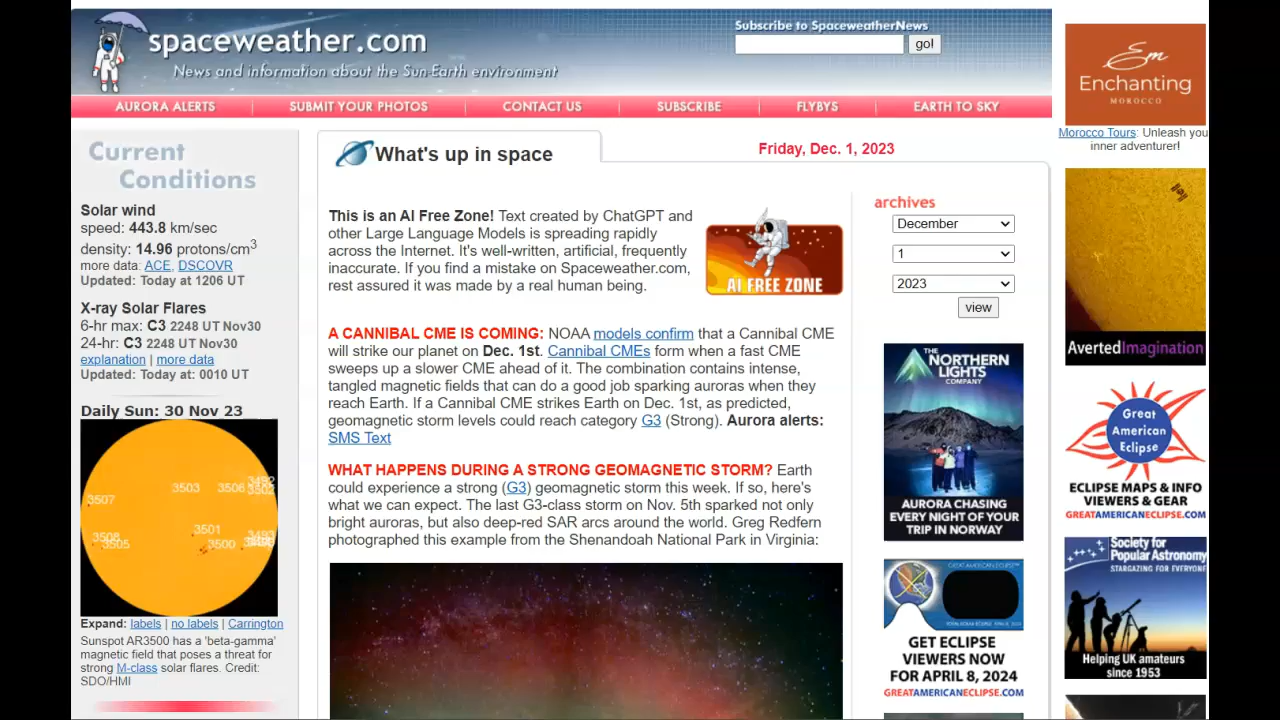 spaceweather.com
News and information about the Sun-Earth environment
Subscribe to SpaceweatherNews
go!
AURORA ALERTS
SUBMIT YOUR PHOTOS
CONTACT US
SUBSCRIBE
FLYBYS
EARTH TO SKY
Current
Conditions
Solar wind
speed: 443.8 km/sec
density: 14.96 protons/cm3
more data: ACE, DSCOVR
Updated: Today at 1206 UT
X-ray Solar Flares
6-hr max: C3 2248 UT Nov30
24-hr: C3 2248 UT Nov30
explanation | more data
Updated: Today at: 0010 UT
Daily Sun: 30 Nov 23
3507
3503
3506
3502
3501
3508
3505
3500
Expand: labels | no labels | Carrington
Sunspot AR3500 has a 'beta-gamma'
magnetic field that poses a threat for
strong M-class solar flares. Credit:
SDO/HMI
What's up in space
Friday, Dec. 1, 2023
This is an AI Free Zone! Text created by ChatGPT and
other Large Language Models is spreading rapidly
across the Internet. It's well-written, artificial, frequently
inaccurate. If you find a mistake on Spaceweather.com,
rest assured it was made by a real human being.
AI FREE ZONE
A CANNIBAL CME IS COMING: NOAA models confirm that a Cannibal CME
will strike our planet on Dec. 1st. Cannibal CMEs form when a fast CME
sweeps up a slower CME ahead of it. The combination contains intense,
tangled magnetic fields that can do a good job sparking auroras when they
reach Earth. If a Cannibal CME strikes Earth on Dec. 1st, as predicted,
geomagnetic storm levels could reach category G3 (Strong). Aurora alerts:
SMS Text
WHAT HAPPENS DURING A STRONG GEOMAGNETIC STORM? Earth
could experience a strong (G3) geomagnetic storm this week. If so, here's
what we can expect. The last G3-class storm on Nov. 5th sparked not only
bright auroras, but also deep-red SAR arcs around the world. Greg Redfern
photographed this example from the Shenandoah National Park in Virginia:
archives
December
1
2023
view
THE
NORTHERN
LIGHTS
COMPANY
AURORA CHASING
EVERY NIGHT OF YOUR
TRIP IN NORWAY
GREAT AMERICAN ECLIPSE
GET ECLIPSE
VIEWERS NOW
FOR APRIL 8, 2024
GREATAMERICANECLIPSE.COM
Em
Enchanting
MOROCCO
Morocco Tours: Unleash you
inner adventurer!
AvertedImagination
Great
American
Eclipse
ECLIPSE MAPS & INFO
VIEWERS & GEAR
GREATAMERICANECLIPSE.COM
Society for
Popular Astronomy
STARGAZING FOR EVERYONE
Helping UK amateurs
since 1953